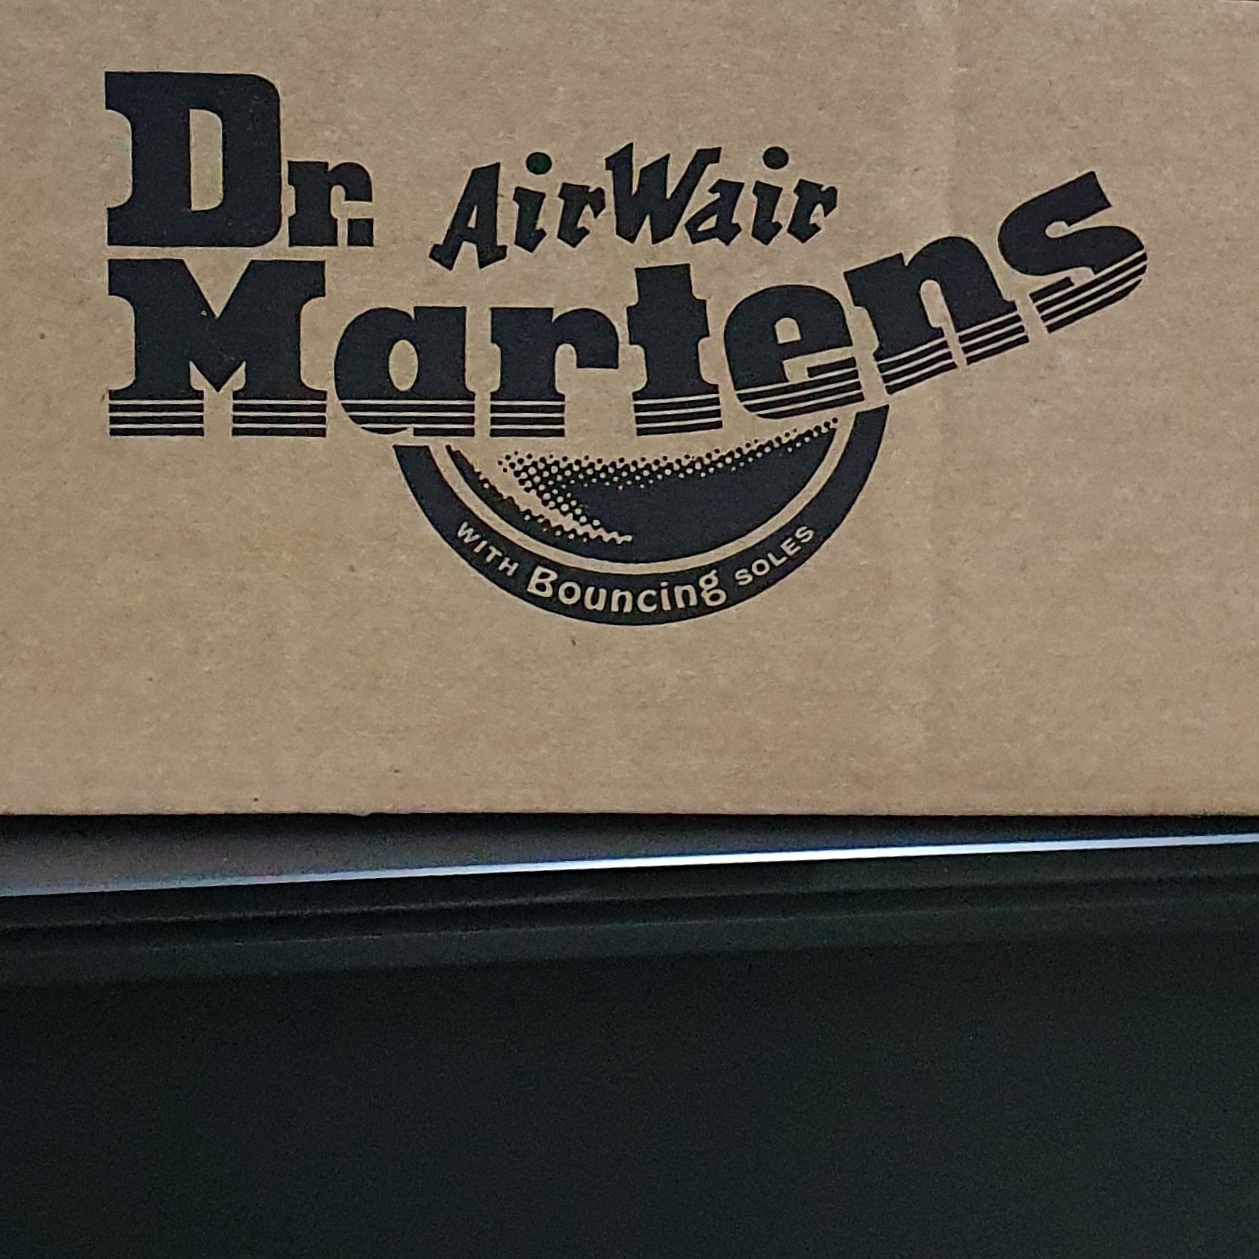 Dr.
AirWair
Martens
WITH Bouncing SOLES